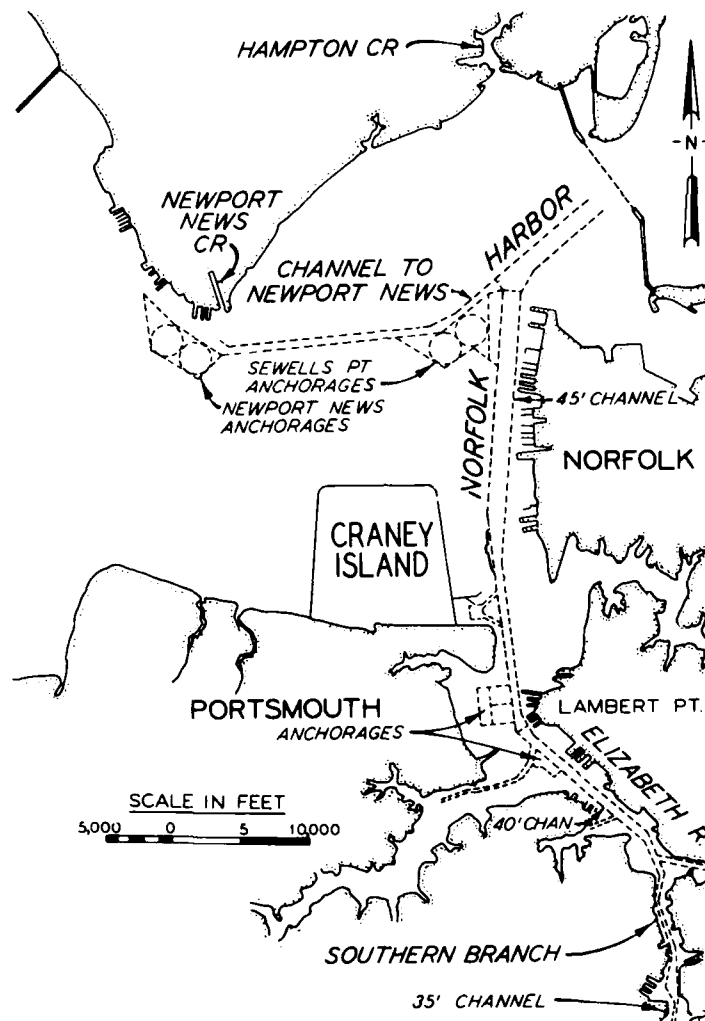 HAMPTON CR
N
NEWPORT
NEWS
CR
HARBOR
CHANNEL TO
NEWPORT NEWS
SEWELLS PT
ANCHORAGES
NEWPORT NEWS
ANCHORAGES
NORFOLK
45' CHANNEL
NORFOLK
CRANEY
ISLAND
PORTSMOUTH
ANCHORAGES
LAMBERT PT.
ELIZABETH R.
SCALE IN FEET
5,000 0 5 10,000
40' CHAN
SOUTHERN BRANCH
35' CHANNEL